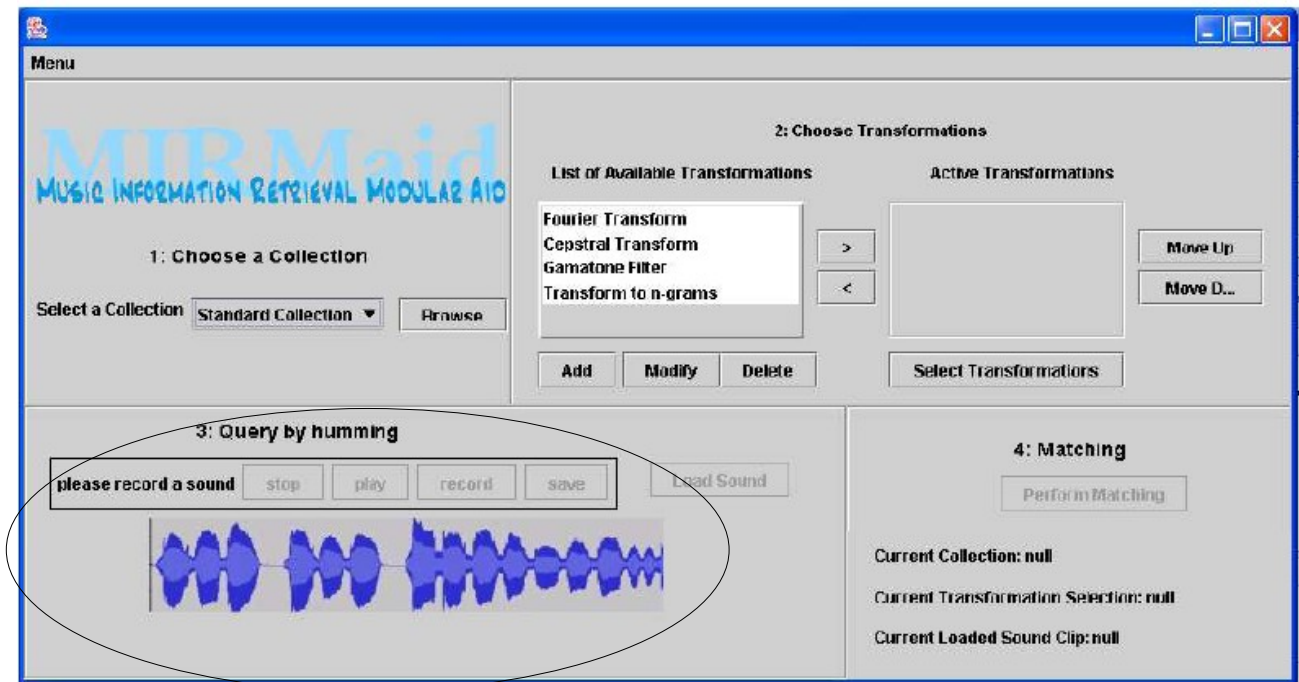 Menu
MIR Maid
MUSIC INFORMATION RETRIEVAL MODULAR AID
1: Choose a Collection
Select a Collection Standard Collection Browse
2: Choose Transformations
List of Available Transformations Active Transformations
Fourier Transform
Cepstral Transform
Gamatone Filter
Transform to n-grams
>
<
Move Up
Move D...
Add Modify Delete Select Transformations
3: Query by humming
please record a sound stop play record save Load Sound
4: Matching
Perform Matching
Current Collection: null
Current Transformation Selection: null
Current Loaded Sound Clip: null